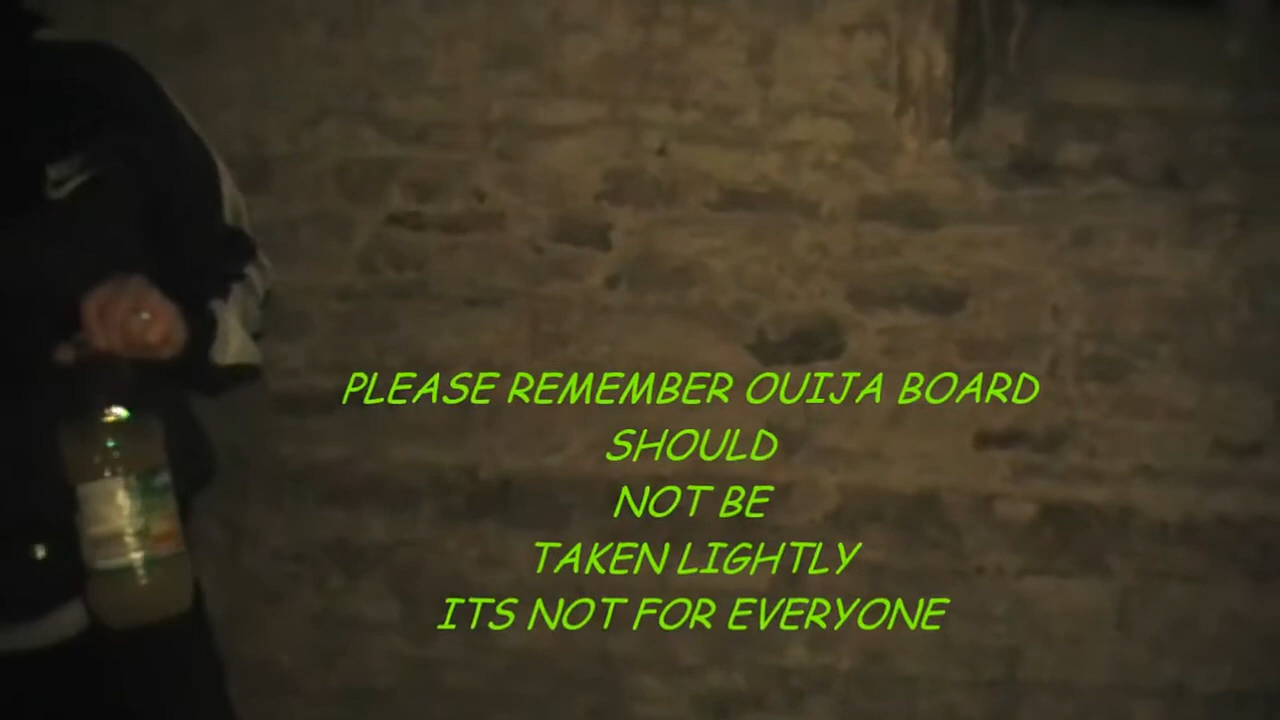 PLEASE REMEMBER OUIJA BOARD
SHOULD
NOT BE
TAKEN LIGHTLY
ITS NOT FOR EVERYONE